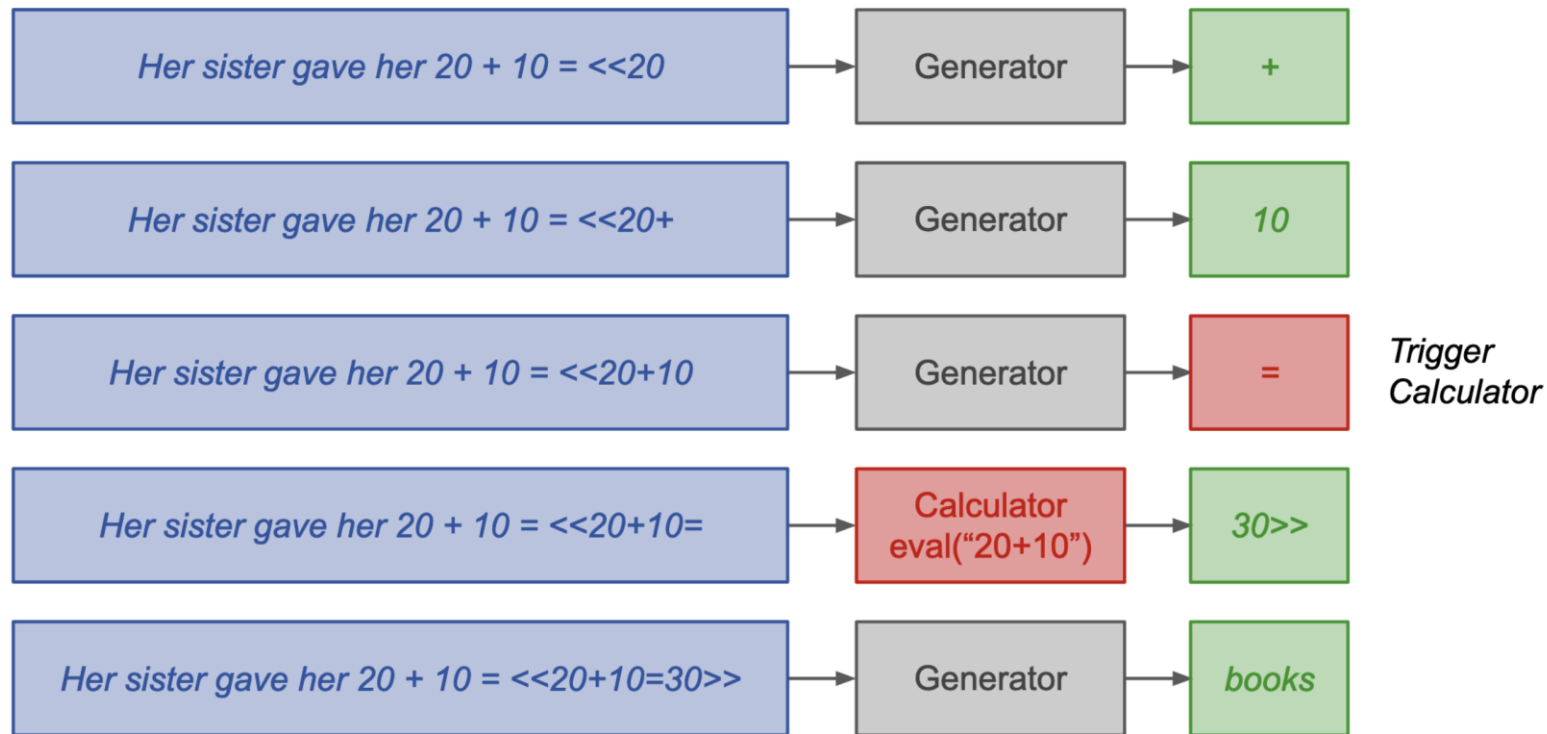 Her sister gave her 20 + 10 = <<20
Generator
+
Her sister gave her 20 + 10 = <<20+
Generator
10
Her sister gave her 20 + 10 = <<20+10
Generator
=
Trigger
Calculator
Her sister gave her 20 + 10 = <<20+10=
Calculator
eval(“20+10”)
30>>
Her sister gave her 20 + 10 = <<20+10=30>>
Generator
books